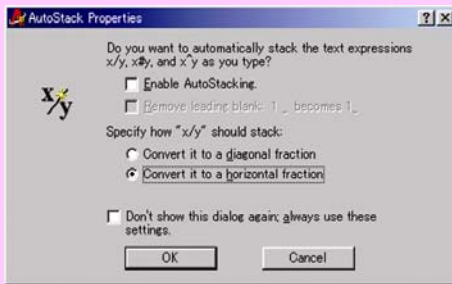 AutoStack Properties
Do you want to automatically stack the text expressions
x/y, x#y, and x^y as you type?
Enable AutoStacking.
Remove leading blank: 1 _ becomes 1_
x/y
Specify how "x/y" should stack:
Convert it to a diagonal fraction
Convert it to a horizontal fraction
Don't show this dialog again; always use these
settings.
OK
Cancel